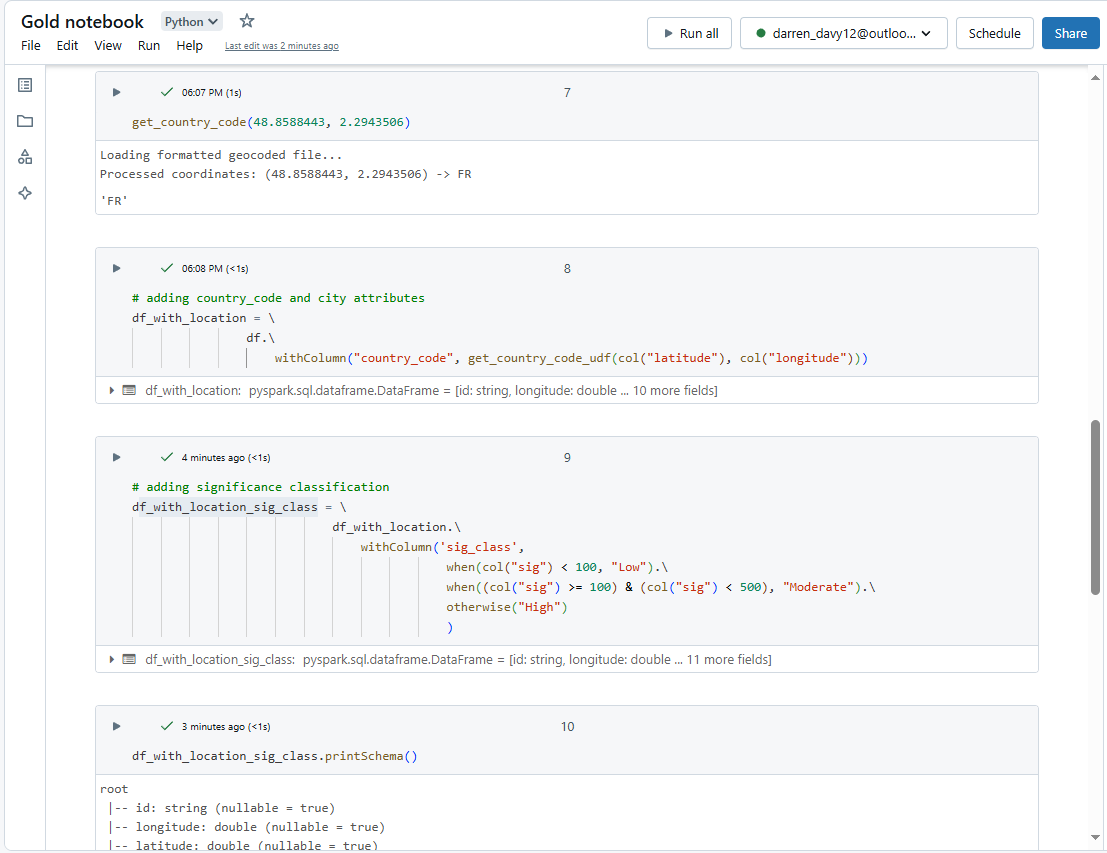 Gold notebook Python
File Edit View Run Help Last edit was 2 minutes ago
Run all darren_davy12@outloo... Schedule Share
06:07 PM (1s) 7
get_country_code(48.8588443, 2.2943506)
Loading formatted geocoded file...
Processed coordinates: (48.8588443, 2.2943506) -> FR
'FR'
06:08 PM (<1s) 8
# adding country_code and city attributes
df_with_location = \
df.\
withColumn("country_code", get_country_code_udf(col("latitude"), col("longitude")))
df_with_location: pyspark.sql.dataframe.DataFrame = [id: string, longitude: double ... 10 more fields]
4 minutes ago (<1s) 9
# adding significance classification
df_with_location_sig_class = \
df_with_location.\
withColumn('sig_class',
when(col("sig") < 100, "Low").\
when((col("sig") >= 100) & (col("sig") < 500), "Moderate").\
otherwise("High")
)
df_with_location_sig_class: pyspark.sql.dataframe.DataFrame = [id: string, longitude: double ... 11 more fields]
3 minutes ago (<1s) 10
df_with_location_sig_class.printSchema()
root
|-- id: string (nullable = true)
|-- longitude: double (nullable = true)
|-- latitude: double (nullable = true)